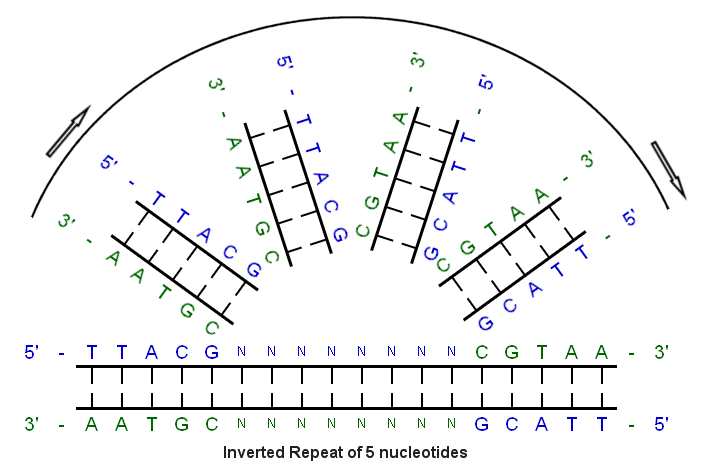 5' - T T A C G
3' - A A T G C
3' - A A T G C
5' - T T A C G
C G T A A - 3'
G C A T T - 5'
C G T A A - 3'
G C A T T - 5'
5' - T T A C G N N N N N N N N C G T A A - 3'
3' - A A T G C N N N N N N N N G C A T T - 5'
Inverted Repeat of 5 nucleotides